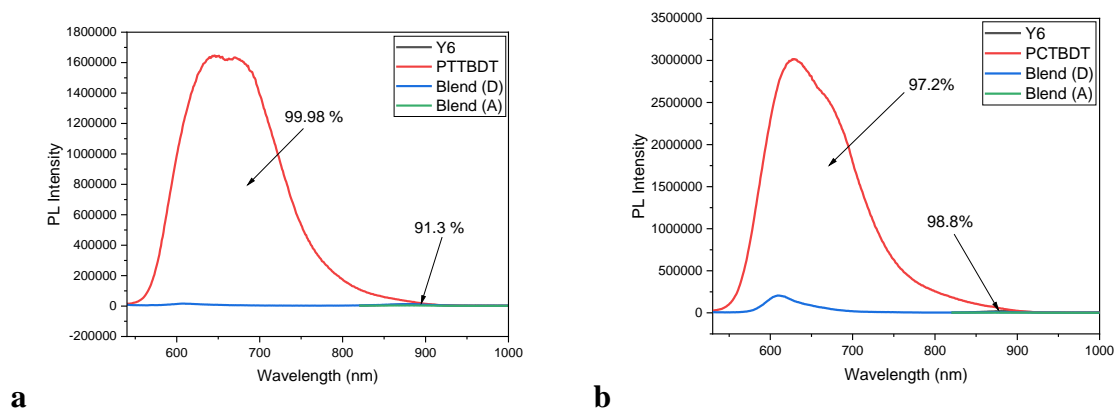 1800000
1600000
1400000
1200000
1000000
800000
600000
400000
200000
0
-200000
PL Intensity
Y6
PTTBDT
Blend (D)
Blend (A)
99.98 %
91.3 %
600 700 800 900 1000
Wavelength (nm)
a
3500000
3000000
2500000
2000000
1500000
1000000
500000
0
PL Intensity
Y6
PCTBDT
Blend (D)
Blend (A)
97.2%
98.8%
600 700 800 900 1000
Wavelength (nm)
b